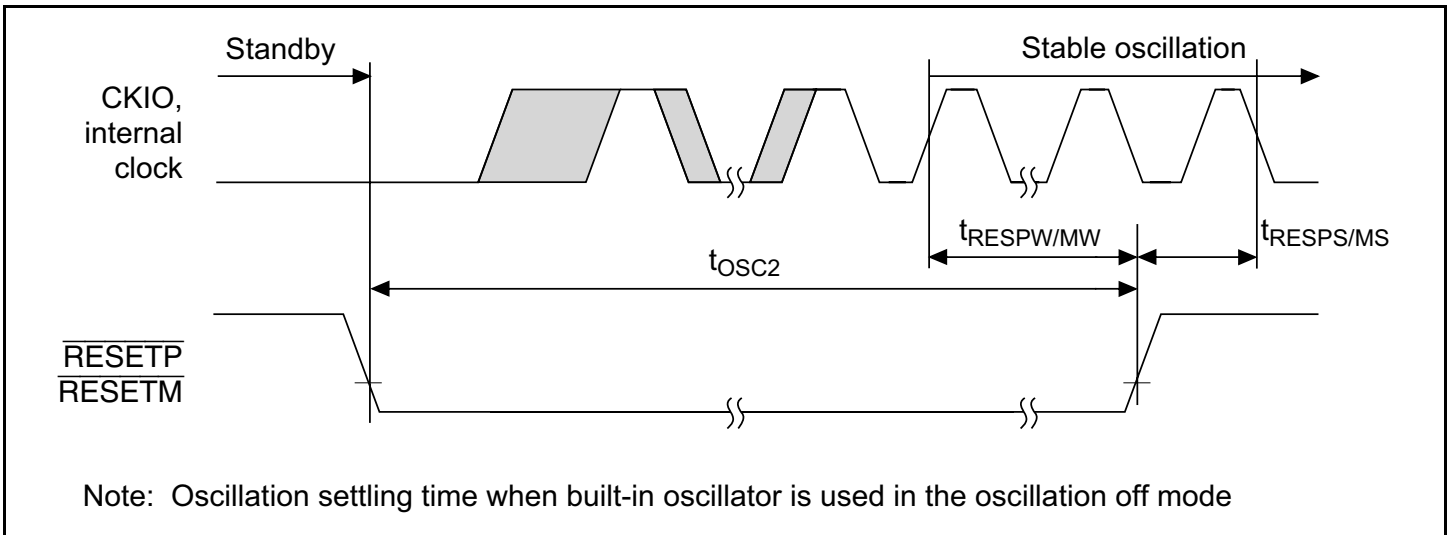 Standby
Stable oscillation
CKIO,
internal
clock
tRESPW/MW
tRESPS/MS
tOSC2
RESETP
RESETM
Note: Oscillation settling time when built-in oscillator is used in the oscillation off mode